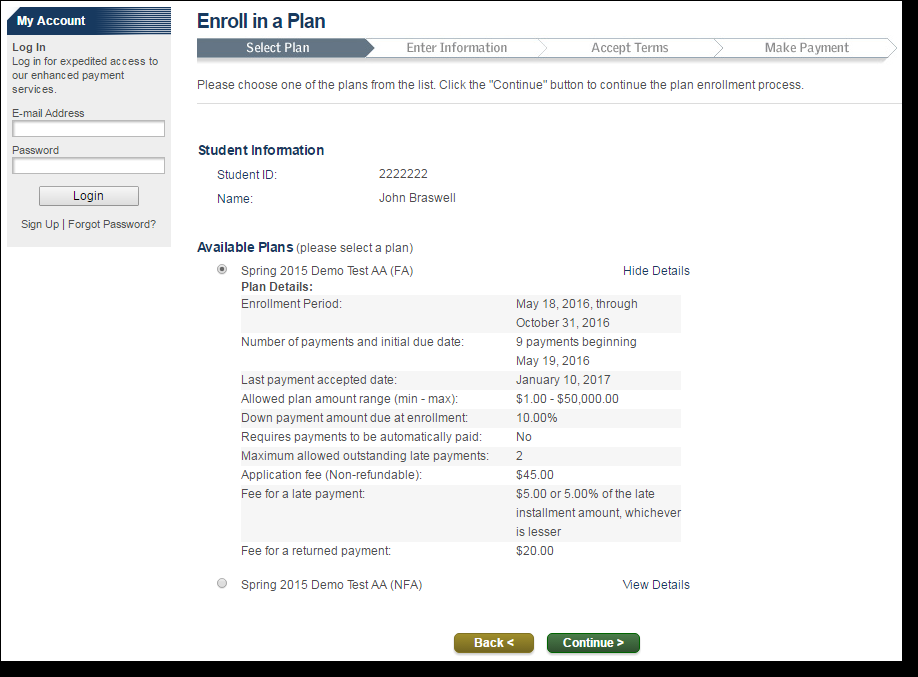 My Account
Log In
Log in for expedited access to
our enhanced payment
services.
E-mail Address
Password
Login
Sign Up | Forgot Password?
Enroll in a Plan
Select Plan Enter Information Accept Terms Make Payment
Please choose one of the plans from the list. Click the "Continue" button to continue the plan enrollment process.
Student Information
Student ID: 2222222
Name: John Braswell
Available Plans (please select a plan)
Spring 2015 Demo Test AA (FA) Hide Details
Plan Details:
Enrollment Period: May 18, 2016, through
October 31, 2016
Number of payments and initial due date: 9 payments beginning
May 19, 2016
Last payment accepted date: January 10, 2017
Allowed plan amount range (min - max): $1.00 - $50,000.00
Down payment amount due at enrollment: 10.00%
Requires payments to be automatically paid: No
Maximum allowed outstanding late payments: 2
Application fee (Non-refundable): $45.00
Fee for a late payment: $5.00 or 5.00% of the late
installment amount, whichever
is lesser
Fee for a returned payment: $20.00
Spring 2015 Demo Test AA (NFA) View Details
Back < Continue >